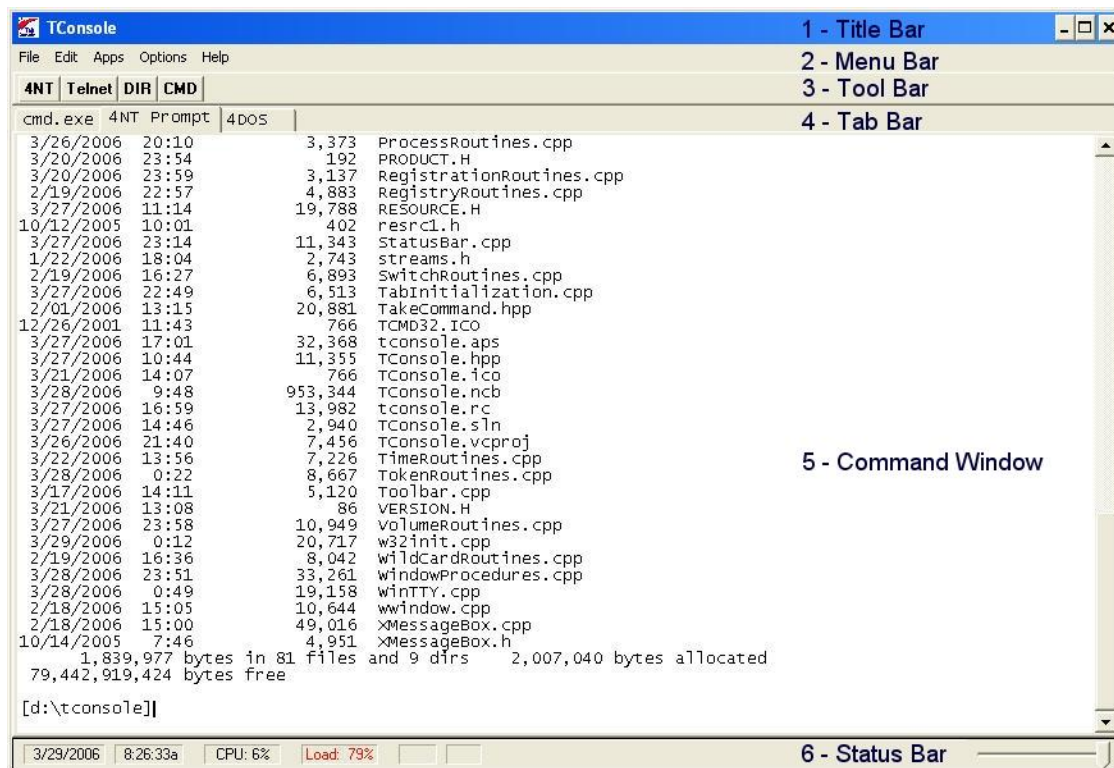 TConsole 1 - Title Bar
File Edit Apps Options Help 2 - Menu Bar
4NT Telnet DIR CMD 3 - Tool Bar
cmd.exe 4NT Prompt 4DOS 4 - Tab Bar
3/26/2006 20:10 3,373 ProcessRoutines.cpp
3/20/2006 23:54 192 PRODUCT.H
3/20/2006 23:59 3,137 RegistrationRoutines.cpp
2/19/2006 22:57 4,883 RegistryRoutines.cpp
3/27/2006 11:14 19,788 RESOURCE.H
10/12/2005 10:01 402 resrc1.h
3/27/2006 23:14 11,343 StatusBar.cpp
1/22/2006 18:04 2,743 streams.h
2/19/2006 16:27 6,893 SwitchRoutines.cpp
3/27/2006 22:49 6,513 TabInitialization.cpp
2/01/2006 13:15 20,881 TakeCommand.hpp
12/26/2001 11:43 766 TCMD32.ICO
3/27/2006 17:01 32,368 tconsole.aps
3/27/2006 10:44 11,355 TConsole.hpp
3/21/2006 14:07 766 TConsole.ico
3/28/2006 9:48 953,344 TConsole.ncb
3/27/2006 16:59 13,982 tconsole.rc
3/27/2006 14:46 2,940 TConsole.sln
3/26/2006 21:40 7,456 TConsole.vcproj
3/22/2006 13:56 7,226 TimeRoutines.cpp
3/28/2006 0:22 8,667 TokenRoutines.cpp
3/17/2006 14:11 5,120 Toolbar.cpp
3/21/2006 13:08 86 VERSION.H
3/27/2006 23:58 10,949 VolumeRoutines.cpp
3/29/2006 0:12 20,717 w32init.cpp
2/19/2006 16:36 8,042 WildCardRoutines.cpp
3/28/2006 23:51 33,261 WindowProcedures.cpp
3/28/2006 0:49 19,158 WinTTY.cpp
2/18/2006 15:05 10,644 wwindow.cpp
2/18/2006 15:00 49,016 XMessageBox.cpp
10/14/2005 7:46 4,951 XMessageBox.h
5 - Command Window
1,839,977 bytes in 81 files and 9 dirs 2,007,040 bytes allocated
79,442,919,424 bytes free
[d:\tconsole]
3/29/2006 8:26:33a CPU: 6% Load: 79% 6 - Status Bar